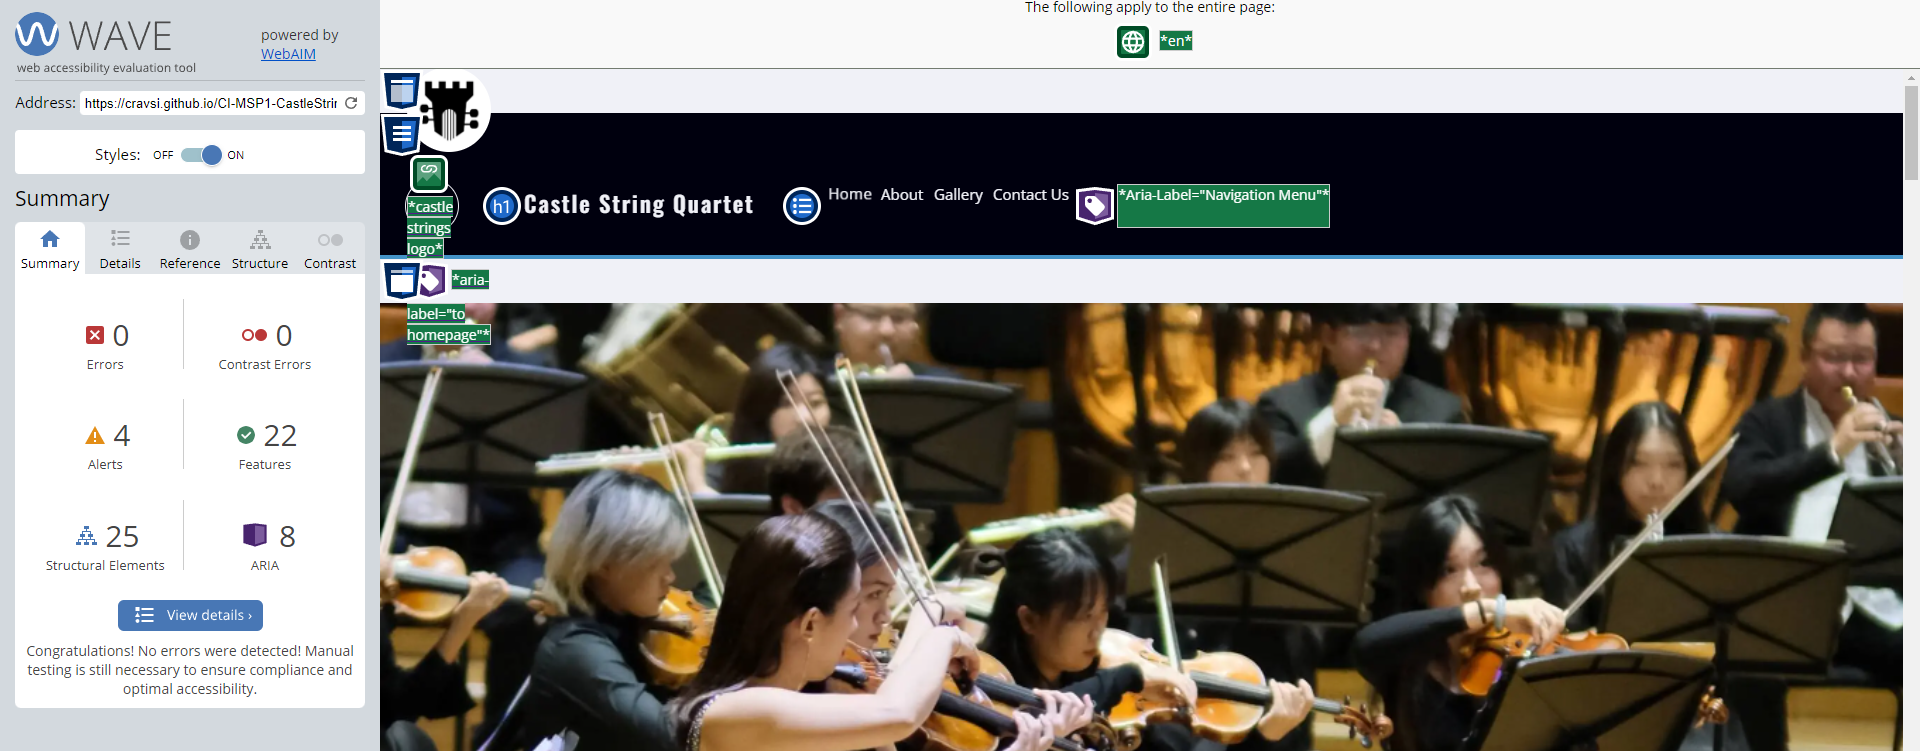 WAVE
web accessibility evaluation tool
powered by
WebAIM
Address: https://cravsi.github.io/CI-MSP1-CastleStrin
Styles: OFF ON
Summary
Summary Details Reference Structure Contrast
0 0
Errors Contrast Errors
4 22
Alerts Features
25 8
Structural Elements ARIA
View details ›
Congratulations! No errors were detected! Manual
testing is still necessary to ensure compliance and
optimal accessibility.
The following apply to the entire page:
*en*
*castle
strings
logo*
h1 Castle String Quartet
Home About Gallery Contact Us
*Aria-Label="Navigation Menu"*
*aria-
label="to
homepage"*